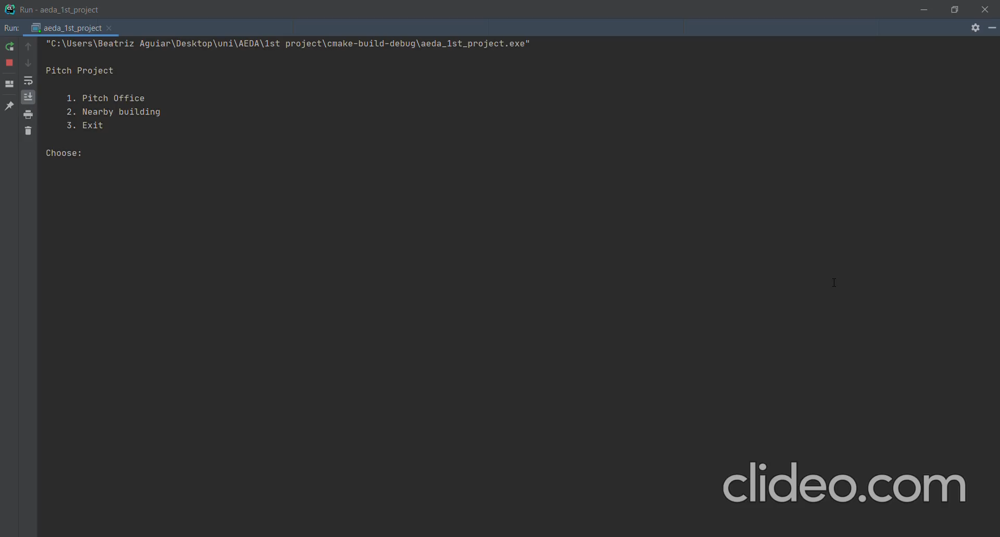 CL Run - aeda_1st_project
Run: aeda_1st_project
"C:\Users\Beatriz Aguiar\Desktop\uni\AEDA\1st project\cmake-build-debug\aeda_1st_project.exe"
Pitch Project
1. Pitch Office
2. Nearby building
3. Exit
Choose:
clideo.com